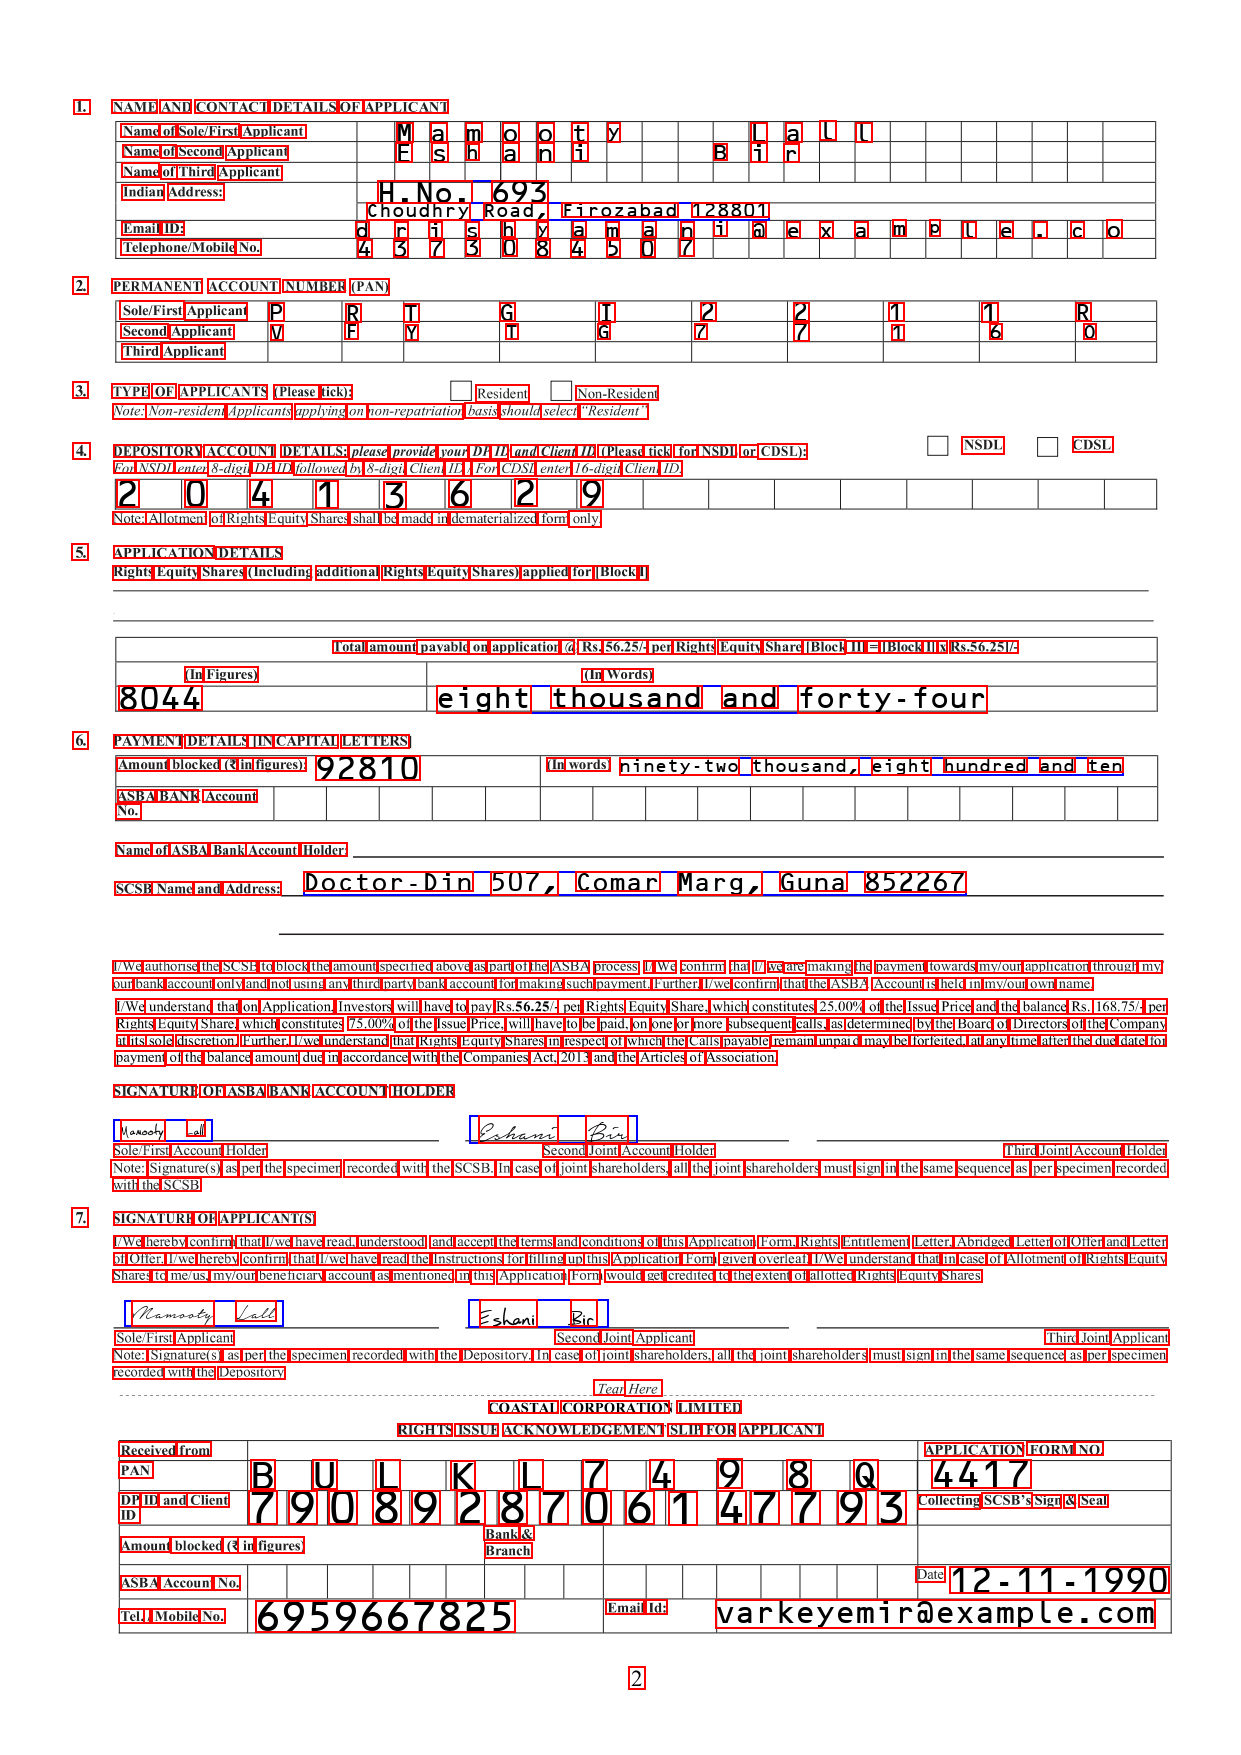 1. NAME AND CONTACT DETAILS OF APPLICANT
Name of Sole/First Applicant Mamooty Lall
Name of Second Applicant Eshani Bir
Name of Third Applicant
Indian Address: H.No. 693
Choudhry Road, Firozabad 128801
Email ID: drishyamani@example.co
Telephone/Mobile No. 4373084507
2. PERMANENT ACCOUNT NUMBER (PAN)
Sole/First Applicant P R T G I 2 2 1 1 R
Second Applicant V F Y T G 7 7 1 6 0
Third Applicant
3. TYPE OF APPLICANTS (Please tick): Resident Non-Resident
Note: Non-resident Applicants applying on non-repatriation basis should select "Resident"
4. DEPOSITORY ACCOUNT DETAILS: please provide your DP ID and Client ID (Please tick for NSDL or CDSL): NSDL CDSL
For NSDL enter 8-digit DP ID followed by 8-digit Client ID / For CDSL enter 16-digit Client ID.
2 0 4 1 3 6 2 9
Note: Allotment of Rights Equity Shares shall be made in dematerialized form only.
5. APPLICATION DETAILS
Rights Equity Shares (Including additional Rights Equity Shares) applied for [Block I]
Total amount payable on application @ Rs. 56.25/- per Rights Equity Share [Block II] = [Block I] x Rs.56.25]/-
(In Figures) (In Words)
8044 eight thousand and forty-four
6. PAYMENT DETAILS [IN CAPITAL LETTERS]
Amount blocked (₹ in figures): 92810 (In words) ninety-two thousand, eight hundred and ten
ASBA BANK Account
No.
Name of ASBA Bank Account Holder:
SCSB Name and Address: Doctor-Din 507, Comar Marg, Guna 852267
I/We authorise the SCSB to block the amount specified above as part of the ASBA process. I/ We confirm that I/ we are making the payment towards my/our application through my/
our bank account only and not using any third party bank account for making such payment. Further, I/we confirm that the ASBA Account is held in my/our own name.
I/We understand that on Application, Investors will have to pay Rs.56.25/- per Rights Equity Share, which constitutes 25.00% of the Issue Price and the balance Rs. 168.75/- per
Rights Equity Share, which constitutes 75.00% of the Issue Price, will have to be paid, on one or more subsequent calls, as determined by the Board of Directors of the Company
at its sole discretion. Further, I/we understand that Rights Equity Shares in respect of which the Calls payable remain unpaid may be forfeited, at any time after the due date for
payment of the balance amount due in accordance with the Companies Act, 2013 and the Articles of Association.
SIGNATURE OF ASBA BANK ACCOUNT HOLDER
Mamooty Lall Eshani Bir
Sole/First Account Holder Second Joint Account Holder Third Joint Account Holder
Note: Signature(s) as per the specimen recorded with the SCSB. In case of joint shareholders, all the joint shareholders must sign in the same sequence as per specimen recorded
with the SCSB
7. SIGNATURE OF APPLICANT(S)
I/We hereby confirm that I/we have read, understood and accept the terms and conditions of this Application Form, Rights Entitlement Letter, Abridged Letter of Offer and Letter
of Offer. I/we hereby confirm that I/we have read the Instructions for filling up this Application Form given overleaf. I/We understand that in case of Allotment of Rights Equity
Shares to me/us, my/our beneficiary account as mentioned in this Application Form would get credited to the extent of allotted Rights Equity Shares
Mamooty Lall Eshani Bir
Sole/First Applicant Second Joint Applicant Third Joint Applicant
Note: Signature(s) as per the specimen recorded with the Depository. In case of joint shareholders, all the joint shareholders must sign in the same sequence as per specimen
recorded with the Depository
Tear Here
COASTAL CORPORATION LIMITED
RIGHTS ISSUE ACKNOWLEDGEMENT SLIP FOR APPLICANT
Received from APPLICATION FORM NO.
PAN B U L K L 7 4 9 8 Q 4417
DP ID and Client
ID 7908928706147793 Collecting SCSB's Sign & Seal
Amount blocked (₹ in figures) Bank &
Branch
ASBA Account No. Date 12-11-1990
Tel./ Mobile No. 6959667825 Email Id: varkeyemir@example.com
2